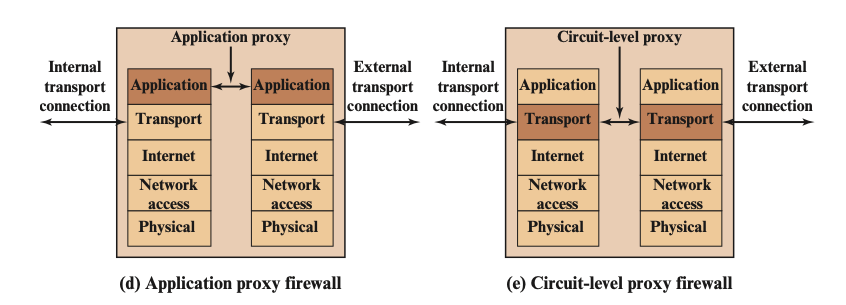 Application proxy
Internal
transport
connection
Application
Application
External
transport
connection
Transport
Transport
Internet
Internet
Network
access
Network
access
Physical
Physical
(d) Application proxy firewall
Circuit-level proxy
Internal
transport
connection
Application
Application
External
transport
connection
Transport
Transport
Internet
Internet
Network
access
Network
access
Physical
Physical
(e) Circuit-level proxy firewall